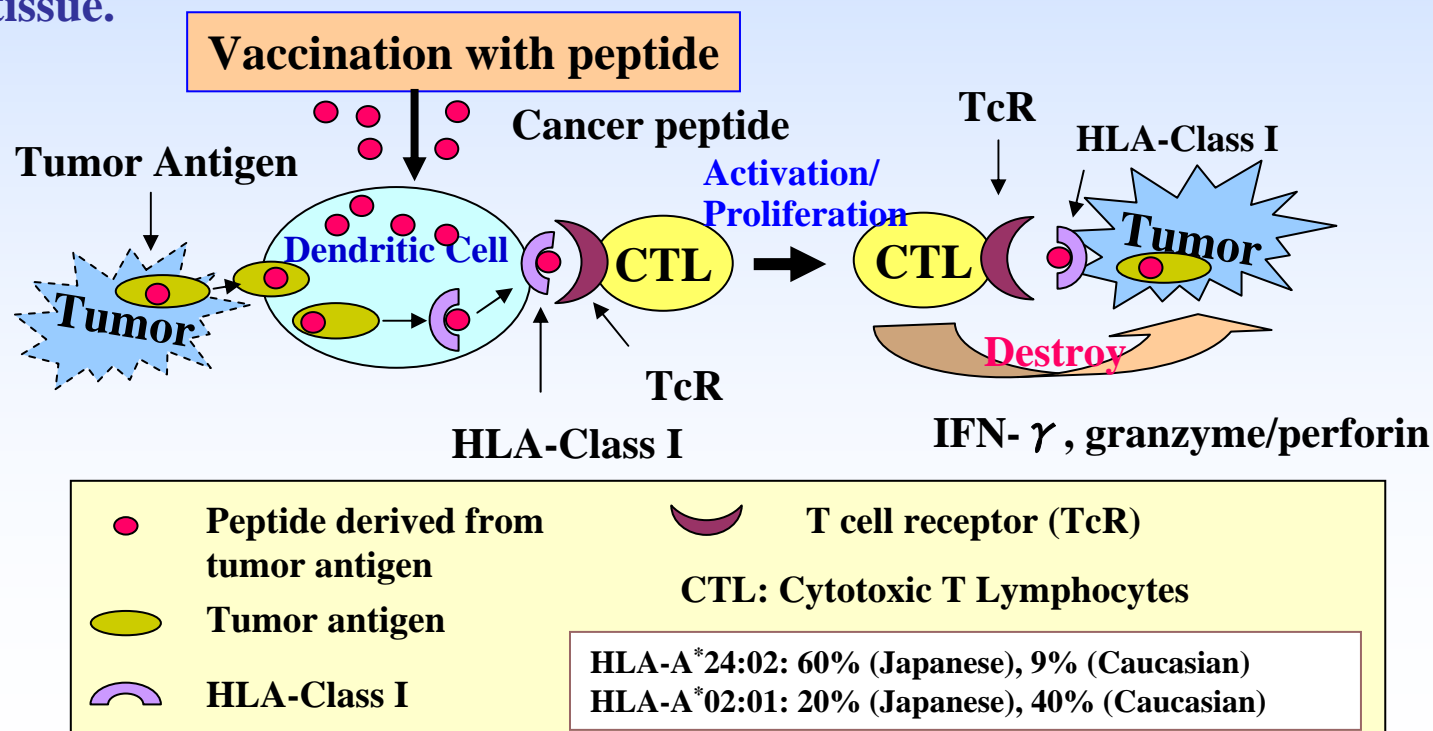 tissue.
Vaccination with peptide
Cancer peptide
TcR
HLA-Class I
Tumor Antigen
Activation/
Proliferation
Dendritic Cell
CTL
CTL
Tumor
Tumor
Destroy
TcR
HLA-Class I
IFN-γ, granzyme/perforin
Peptide derived from
tumor antigen
T cell receptor (TcR)
CTL: Cytotoxic T Lymphocytes
Tumor antigen
HLA-A*24:02: 60% (Japanese), 9% (Caucasian)
HLA-A*02:01: 20% (Japanese), 40% (Caucasian)
HLA-Class I